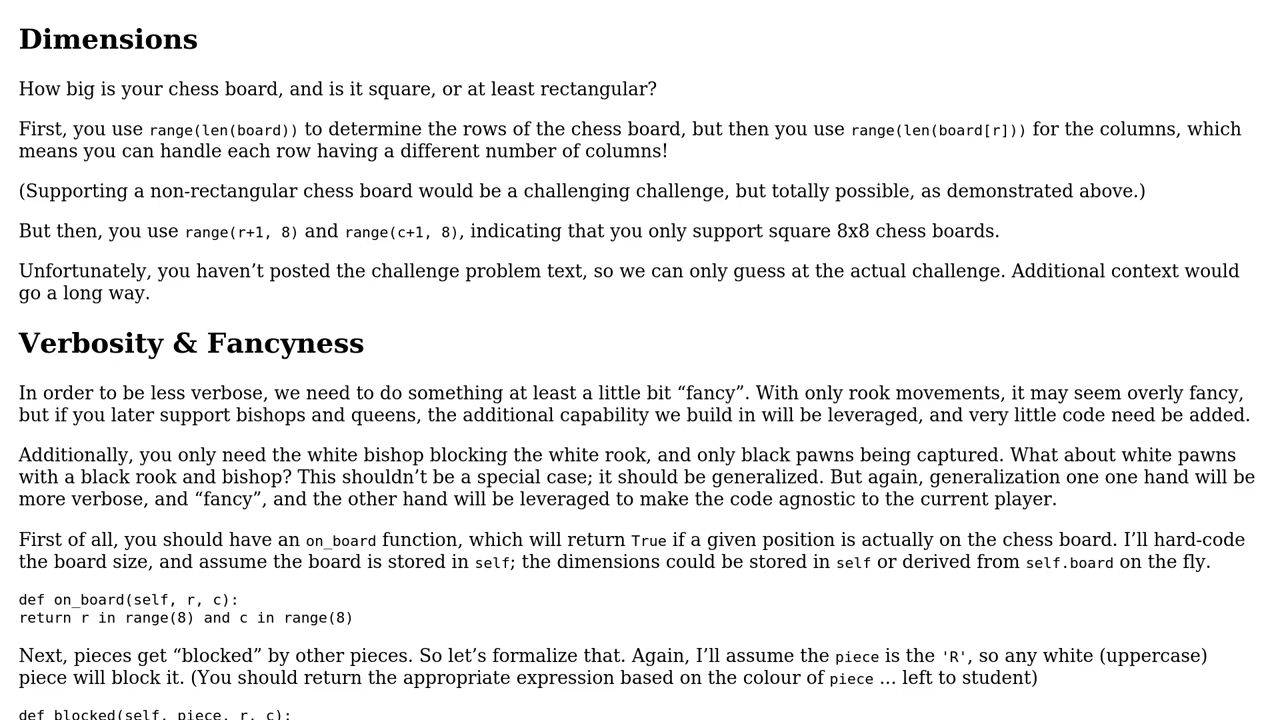 Dimensions
How big is your chess board, and is it square, or at least rectangular?
First, you use range(len(board)) to determine the rows of the chess board, but then you use range(len(board[r])) for the columns, which
means you can handle each row having a different number of columns!
(Supporting a non-rectangular chess board would be a challenging challenge, but totally possible, as demonstrated above.)
But then, you use range(r+1, 8) and range(c+1, 8), indicating that you only support square 8x8 chess boards.
Unfortunately, you haven’t posted the challenge problem text, so we can only guess at the actual challenge. Additional context would
go a long way.
Verbosity & Fancyness
In order to be less verbose, we need to do something at least a little bit “fancy”. With only rook movements, it may seem overly fancy,
but if you later support bishops and queens, the additional capability we build in will be leveraged, and very little code need be added.
Additionally, you only need the white bishop blocking the white rook, and only black pawns being captured. What about white pawns
with a black rook and bishop? This shouldn’t be a special case; it should be generalized. But again, generalization one one hand will be
more verbose, and “fancy”, and the other hand will be leveraged to make the code agnostic to the current player.
First of all, you should have an on_board function, which will return True if a given position is actually on the chess board. I’ll hard-code
the board size, and assume the board is stored in self; the dimensions could be stored in self or derived from self.board on the fly.
def on_board(self, r, c):
return r in range(8) and c in range(8)
Next, pieces get “blocked” by other pieces. So let’s formalize that. Again, I’ll assume the piece is the 'R', so any white (uppercase)
piece will block it. (You should return the appropriate expression based on the colour of piece … left to student)
def blocked(self, piece, r, c):